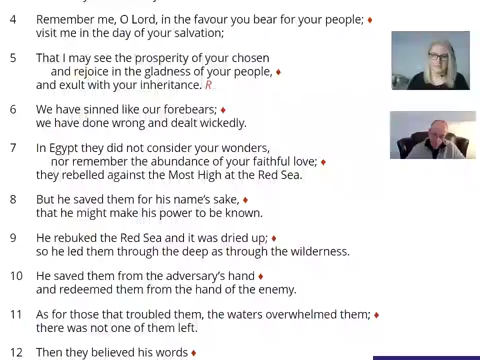 4 Remember me, O Lord, in the favour you bear for your people; ♦
visit me in the day of your salvation;
5 That I may see the prosperity of your chosen
and rejoice in the gladness of your people, ♦
and exult with your inheritance. R
6 We have sinned like our forebears; ♦
we have done wrong and dealt wickedly.
7 In Egypt they did not consider your wonders,
nor remember the abundance of your faithful love; ♦
they rebelled against the Most High at the Red Sea.
8 But he saved them for his name's sake, ♦
that he might make his power to be known.
9 He rebuked the Red Sea and it was dried up; ♦
so he led them through the deep as through the wilderness.
10 He saved them from the adversary's hand ♦
and redeemed them from the hand of the enemy.
11 As for those that troubled them, the waters overwhelmed them; ♦
there was not one of them left.
12 Then they believed his words ♦